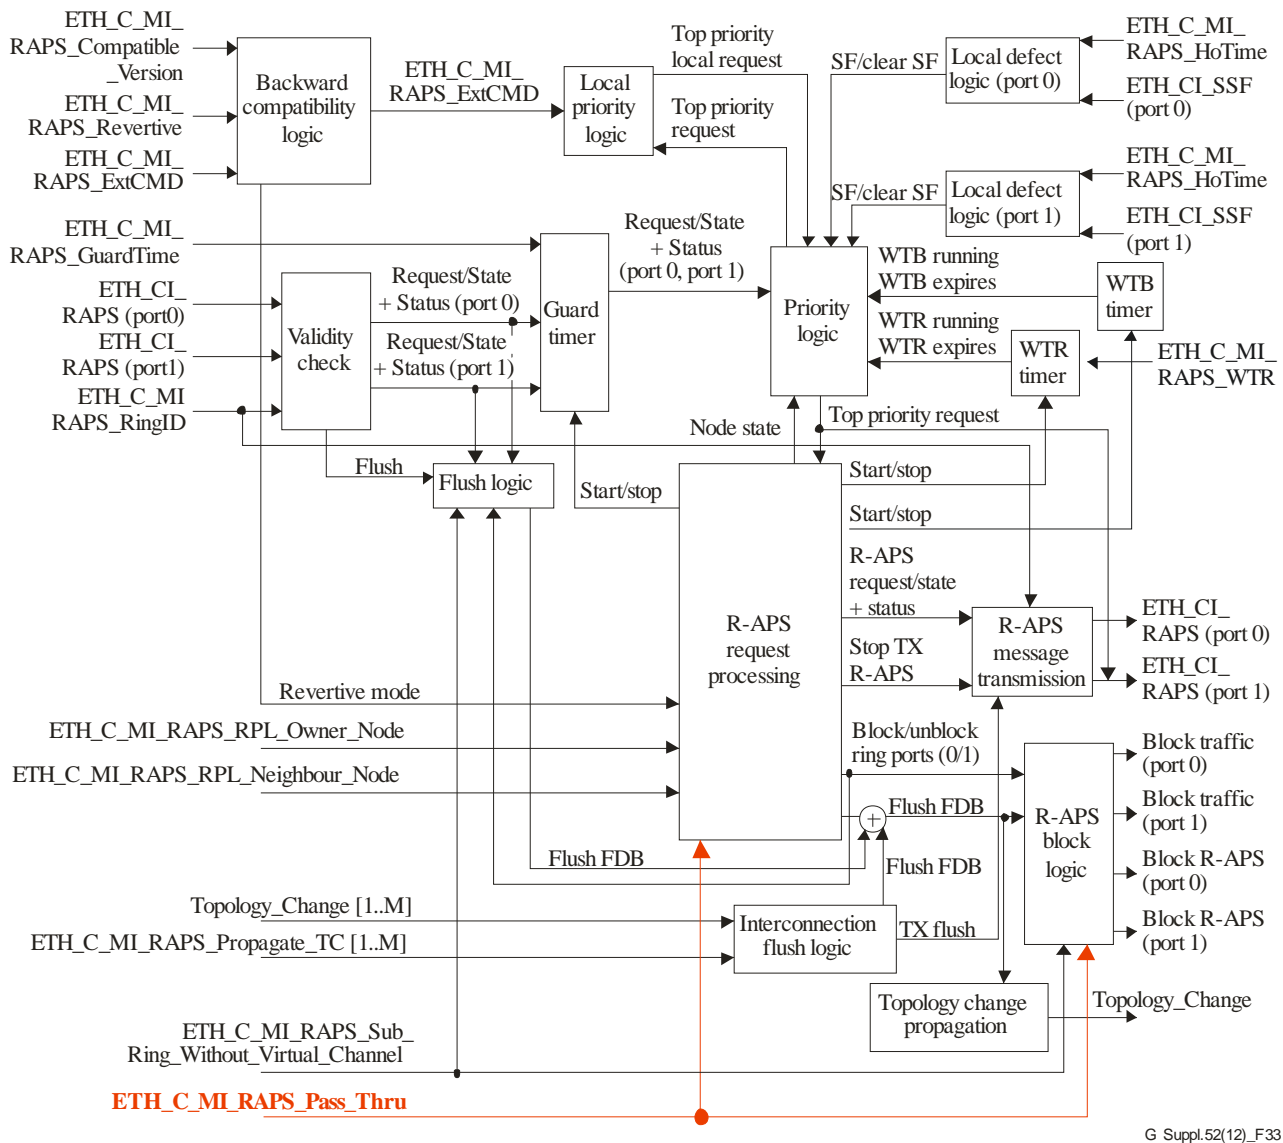 ETH_C_MI_
RAPS_Compatible
_Version
ETH_C_MI_
RAPS_Revertive
ETH_C_MI_
RAPS_ExtCMD
Backward
compatibility
logic
ETH_C_MI_
RAPS_ExtCMD
Local
priority
logic
Top priority
local request
Top priority
request
SF/clear SF
Local defect
logic (port 0)
ETH_C_MI_
RAPS_HoTime
ETH_CI_SSF
(port 0)
SF/clear SF
Local defect
logic (port 1)
ETH_C_MI_
RAPS_HoTime
ETH_CI_SSF
(port 1)
ETH_C_MI_
RAPS_GuardTime
ETH_CI_
RAPS (port0)
ETH_CI_
RAPS (port1)
ETH_C_MI
RAPS_RingID
Validity
check
Request/State
+ Status (port 0)
Request/State
+ Status (port 1)
Guard
timer
Request/State
+ Status
(port 0, port 1)
Priority
logic
WTB running
WTB expires
WTR running
WTR expires
WTB
timer
WTR
timer
ETH_C_MI_
RAPS_WTR
Node state
Top priority request
Flush
Flush logic
Start/stop
Start/stop
Start/stop
R-APS
request/state
+ status
Stop TX
R-APS
R-APS
request
processing
R-APS
message
transmission
ETH_CI_
RAPS (port 0)
ETH_CI_
RAPS (port 1)
Revertive mode
ETH_C_MI_RAPS_RPL_Owner_Node
ETH_C_MI_RAPS_RPL_Neighbour_Node
Block/unblock
ring ports (0/1)
+
Flush FDB
Flush FDB
Flush FDB
R-APS
block
logic
Block traffic
(port 0)
Block traffic
(port 1)
Block R-APS
(port 0)
Block R-APS
(port 1)
Topology_Change [1..M]
ETH_C_MI_RAPS_Propagate_TC [1..M]
Interconnection
flush logic
TX flush
Topology change
propagation
Topology_Change
ETH_C_MI_RAPS_Sub_
Ring_Without_Virtual_Channel
ETH_C_MI_RAPS_Pass_Thru
G Suppl.52(12)_F33